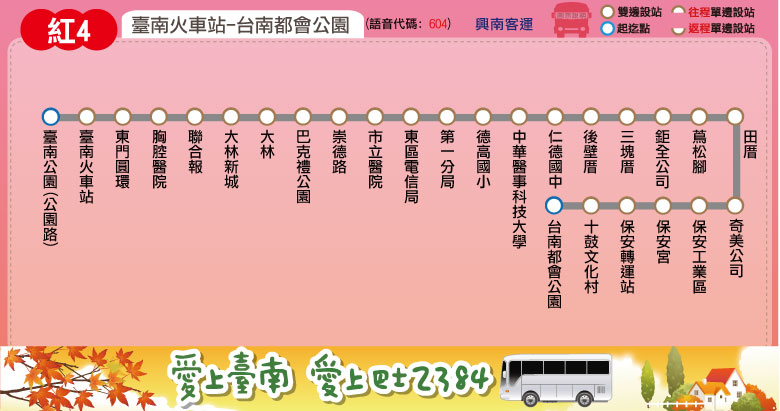 紅4
臺南火車站-台南都會公園
(語音代碼: 604)
興南客運
雙邊設站
往程單邊設站
起迄點
返程單邊設站
臺南公園(公園路)
臺南火車站
東門圓環
胸腔醫院
聯合報
大林新城
大林
巴克禮公園
崇德路
市立醫院
東區電信局
第一分局
德高國小
中華醫事科技大學
仁德國中
後壁厝
三塊厝
鉅全公司
蔦松腳
田厝
奇美公司
保安工業區
保安宮
保安轉運站
十鼓文化村
台南都會公園
愛上臺南 愛上巴士2384